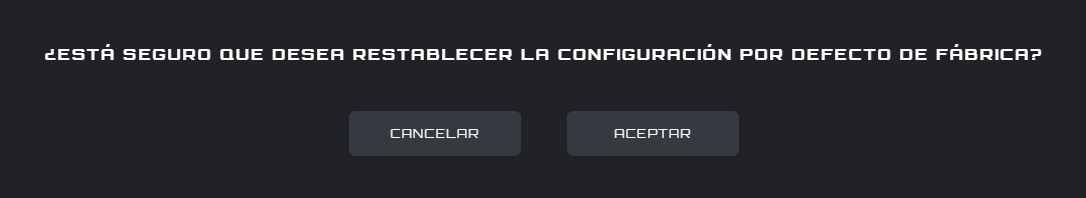 ¿ESTÁ SEGURO QUE DESEA RESTABLECER LA CONFIGURACIÓN POR DEFECTO DE FÁBRICA?
CANCELAR
ACEPTAR